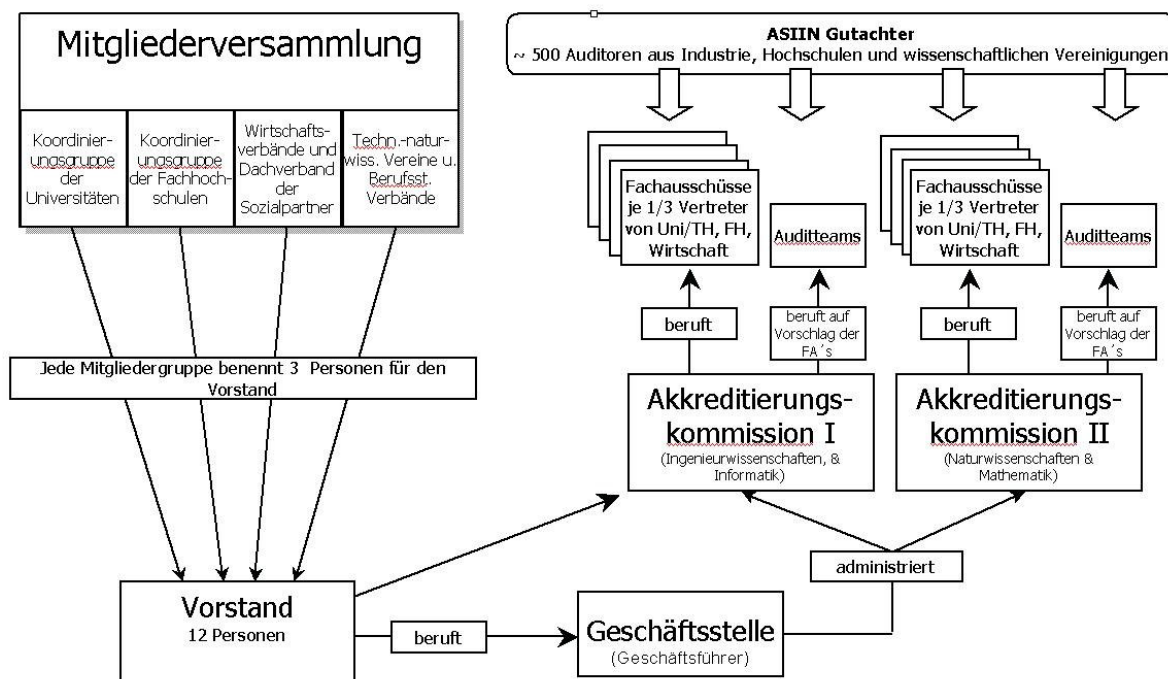 Mitgliederversammlung
Koordinier-
ungsgruppe
der
Universitäten
Koordinier-
ungsgruppe
der Fachhoch-
schulen
Wirtschafts-
verbände und
Dachverband
der
Sozialpartner
Techn.-natur-
wiss. Vereine u.
Berufsst.
Verbände
Jede Mitgliedergruppe benennt 3 Personen für den
Vorstand
Vorstand
12 Personen
beruft
Geschäftsstelle
(Geschäftsführer)
administriert
ASIIN Gutachter
~ 500 Auditoren aus Industrie, Hochschulen und wissenschaftlichen Vereinigungen
Fachausschüsse
je 1/3 Vertreter
von Uni/TH, FH,
Wirtschaft
Auditteams
beruft
beruft auf
Vorschlag der
FA´s
Akkreditierungs-
kommission I
(Ingenieurwissenschaften, &
Informatik)
Fachausschüsse
je 1/3 Vertreter
von Uni/TH, FH,
Wirtschaft
Auditteams
beruft
beruft auf
Vorschlag der
FA´s
Akkreditierungs-
kommission II
(Naturwissenschaften &
Mathematik)